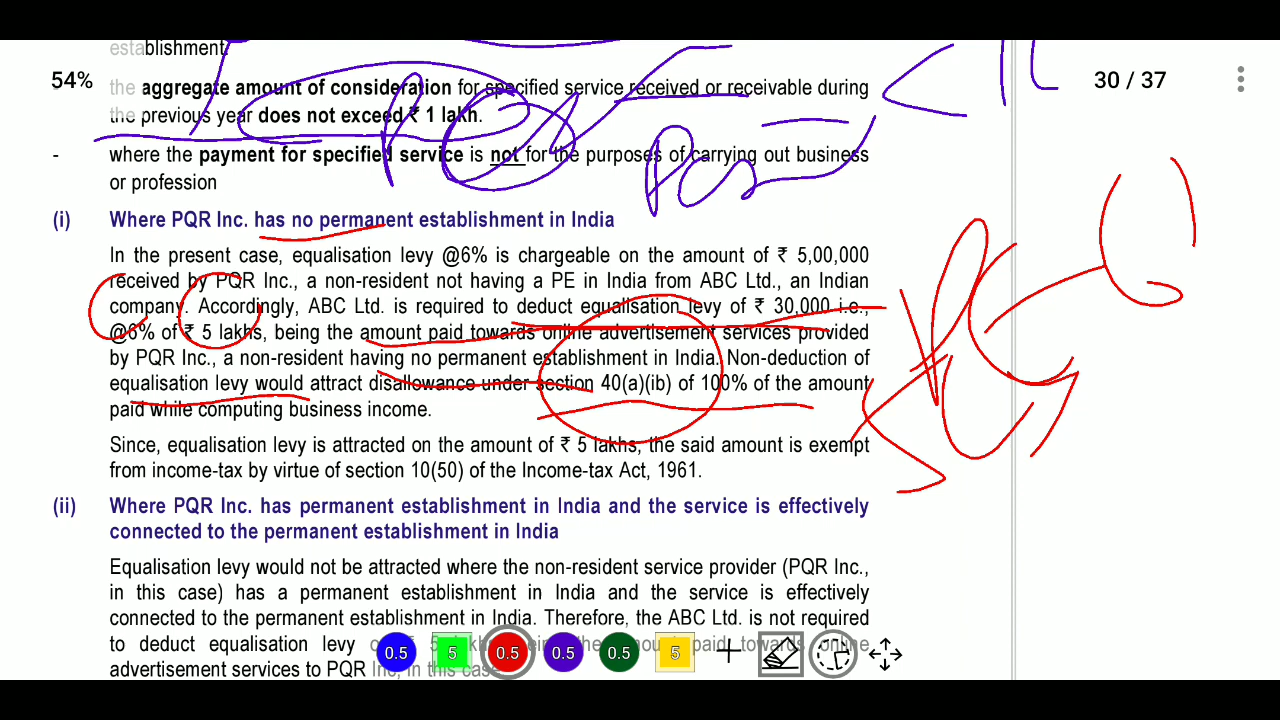 establishment.
54%
30 / 37
the aggregate amount of consideration for specified service received or receivable during
the previous year does not exceed ₹ 1 lakh.
- where the payment for specified service is not for the purposes of carrying out business
or profession
(i) Where PQR Inc. has no permanent establishment in India
In the present case, equalisation levy @6% is chargeable on the amount of ₹ 5,00,000
received by PQR Inc., a non-resident not having a PE in India from ABC Ltd., an Indian
company. Accordingly, ABC Ltd. is required to deduct equalisation levy of ₹ 30,000 i.e.,
@6% of ₹ 5 lakhs, being the amount paid towards online advertisement services provided
by PQR Inc., a non-resident having no permanent establishment in India. Non-deduction of
equalisation levy would attract disallowance under section 40(a)(ib) of 100% of the amount
paid while computing business income.
Since, equalisation levy is attracted on the amount of ₹ 5 lakhs, the said amount is exempt
from income-tax by virtue of section 10(50) of the Income-tax Act, 1961.
(ii) Where PQR Inc. has permanent establishment in India and the service is effectively
connected to the permanent establishment in India
Equalisation levy would not be attracted where the non-resident service provider (PQR Inc.,
in this case) has a permanent establishment in India and the service is effectively
connected to the permanent establishment in India. Therefore, the ABC Ltd. is not required
to deduct equalisation levy on ₹ 5 lakhs, being the amount paid towards online
advertisement services to PQR Inc, in this case.
0.5 5 0.5 0.5 0.5 5